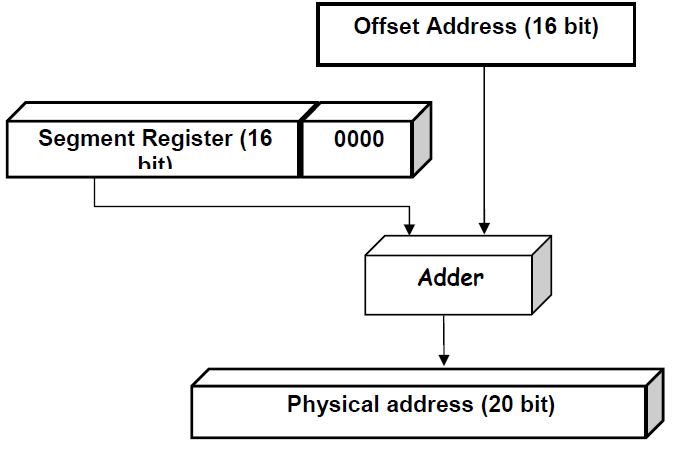 Offset Address (16 bit)
Segment Register (16
bit)
0000
Adder
Physical address (20 bit)